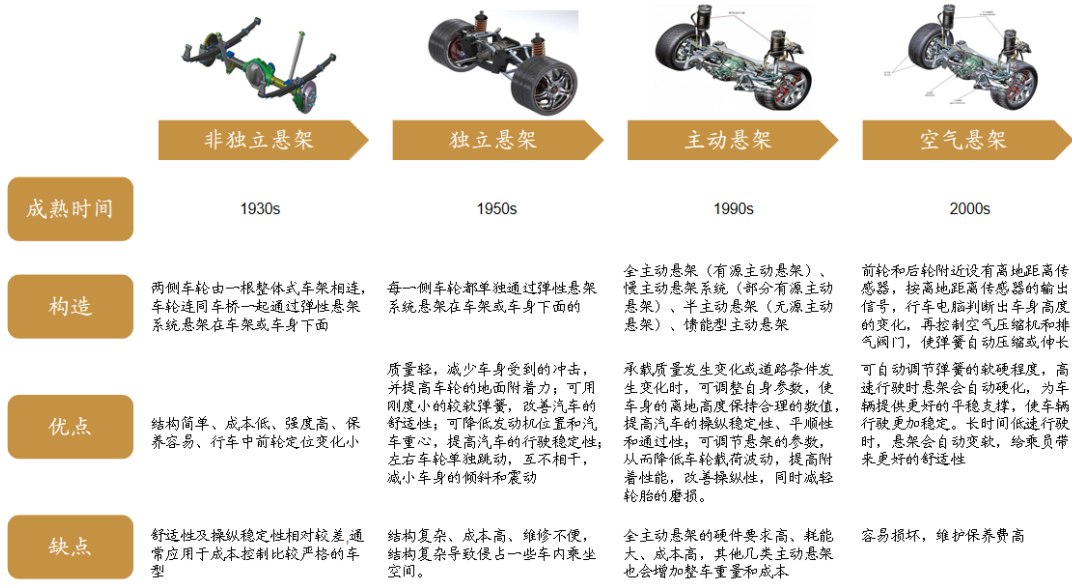 非独立悬架
独立悬架
主动悬架
空气悬架
成熟时间
1930s
1950s
1990s
2000s
构造
两侧车轮由一根整体式车架相连，
车轮连同车桥一起通过弹性悬架
系统悬架在车架或车身下面
每一侧车轮都单独通过弹性悬架
系统悬架在车架或车身下面的
全主动悬架（有源主动悬架）、
慢主动悬架系统（部分有源主动
悬架）、半主动悬架（无源主动
悬架）、馈能型主动悬架
前轮和后轮附近设有离地距离传
感器，按离地距离传感器的输出
信号，行车电脑判断出车身高度
的变化，再控制空气压缩机和排
气阀门，使弹簧自动压缩或伸长
优点
结构简单、成本低、强度高、保
养容易、行车中前轮定位变化小
质量轻，减少车身受到的冲击，
并提高车轮的地面附着力；可用
刚度小的较软弹簧，改善汽车的
舒适性；可降低发动机位置和汽
车重心，提高汽车的行驶稳定性；
左右车轮单独跳动，互不相干，
减小车身的倾斜和震动
承载质量发生变化或道路条件发
生变化时，可调整自身参数，使
车身的离地高度保持合理的数值，
提高汽车的操纵稳定性、平顺性
和通过性；可调节悬架的参数，
从而降低车轮载荷波动，提高附
着性能，改善操纵性，同时减轻
轮胎的磨损。
可自动调节弹簧的软硬程度，高
速行驶时悬架会自动硬化，为车
辆提供更好的平稳支撑，使车辆
行驶更加稳定。长时间低速行驶
时，悬架会自动变软，给乘员带
来更好的舒适性
缺点
舒适性及操纵稳定性相对较差,通
常应用于成本控制比较严格的车
型
结构复杂、成本高、维修不便，
结构复杂导致侵占一些车内乘坐
空间。
全主动悬架的硬件要求高、耗能
大、成本高，其他几类主动悬架
也会增加整车重量和成本
容易损坏，维护保养费高